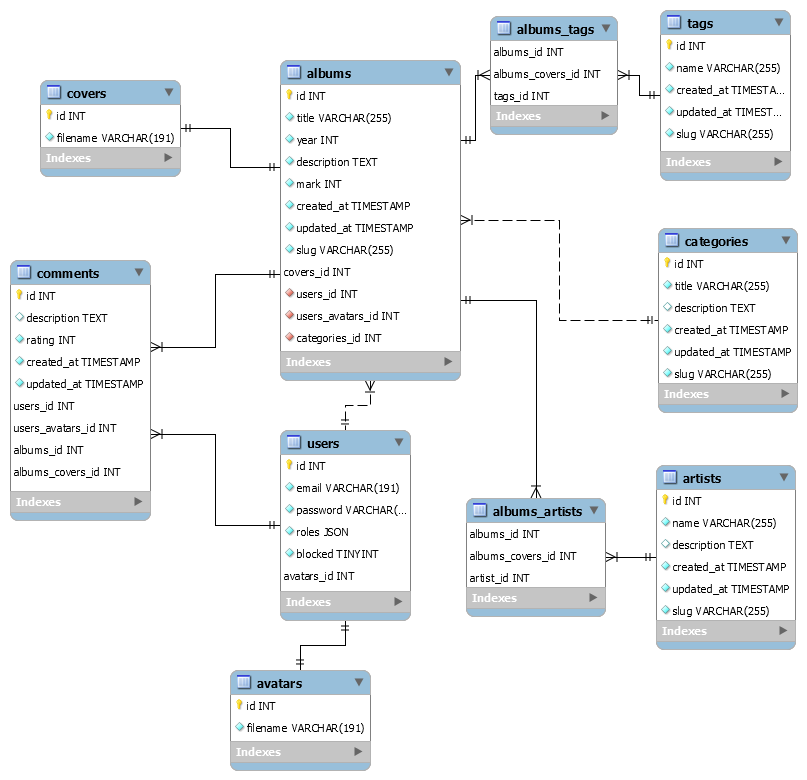 albums_tags
albums_id INT
albums_covers_id INT
tags_id INT
Indexes
tags
id INT
name VARCHAR(255)
created_at TIMESTA...
updated_at TIMEST...
slug VARCHAR(255)
Indexes
covers
id INT
filename VARCHAR(191)
Indexes
albums
id INT
title VARCHAR(255)
year INT
description TEXT
mark INT
created_at TIMESTAMP
updated_at TIMESTAMP
slug VARCHAR(255)
covers_id INT
users_id INT
users_avatars_id INT
categories_id INT
Indexes
categories
id INT
title VARCHAR(255)
description TEXT
created_at TIMESTAMP
updated_at TIMESTAMP
slug VARCHAR(255)
Indexes
comments
id INT
description TEXT
rating INT
created_at TIMESTAMP
updated_at TIMESTAMP
users_id INT
users_avatars_id INT
albums_id INT
albums_covers_id INT
Indexes
users
id INT
email VARCHAR(191)
password VARCHAR(...
roles JSON
blocked TINYINT
avatars_id INT
Indexes
albums_artists
albums_id INT
albums_covers_id INT
artist_id INT
Indexes
artists
id INT
name VARCHAR(255)
description TEXT
created_at TIMESTAMP
updated_at TIMESTAMP
slug VARCHAR(255)
Indexes
avatars
id INT
filename VARCHAR(191)
Indexes